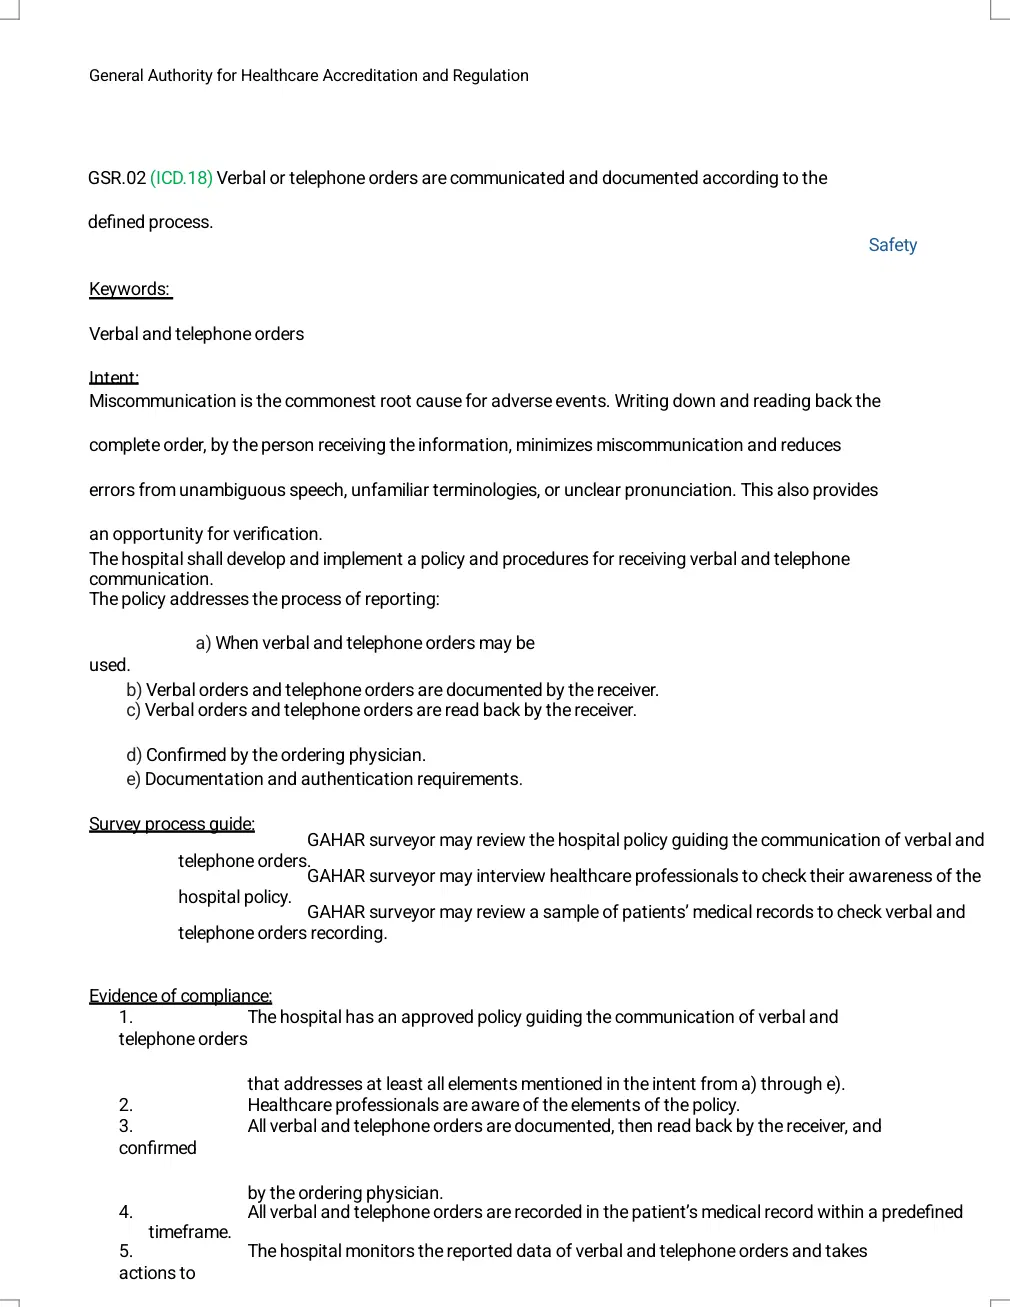 General Authority for Healthcare Accreditation and Regulation
GSR.02 (ICD.18) Verbal or telephone orders are communicated and documented according to the
defined process.
Safety
Keywords:
Verbal and telephone orders
Intent:
Miscommunication is the commonest root cause for adverse events. Writing down and reading back the
complete order, by the person receiving the information, minimizes miscommunication and reduces
errors from unambiguous speech, unfamiliar terminologies, or unclear pronunciation. This also provides
an opportunity for verification.
The hospital shall develop and implement a policy and procedures for receiving verbal and telephone
communication.
The policy addresses the process of reporting:
a) When verbal and telephone orders may be
used.
b) Verbal orders and telephone orders are documented by the receiver.
c) Verbal orders and telephone orders are read back by the receiver.
d) Confirmed by the ordering physician.
e) Documentation and authentication requirements.
Survey process guide:
GAHAR surveyor may review the hospital policy guiding the communication of verbal and
telephone orders.
GAHAR surveyor may interview healthcare professionals to check their awareness of the
hospital policy.
GAHAR surveyor may review a sample of patients’ medical records to check verbal and
telephone orders recording.
Evidence of compliance:
1. The hospital has an approved policy guiding the communication of verbal and
telephone orders
that addresses at least all elements mentioned in the intent from a) through e).
2. Healthcare professionals are aware of the elements of the policy.
3. All verbal and telephone orders are documented, then read back by the receiver, and
confirmed
by the ordering physician.
4. All verbal and telephone orders are recorded in the patient’s medical record within a predefined
timeframe.
5. The hospital monitors the reported data of verbal and telephone orders and takes
actions to